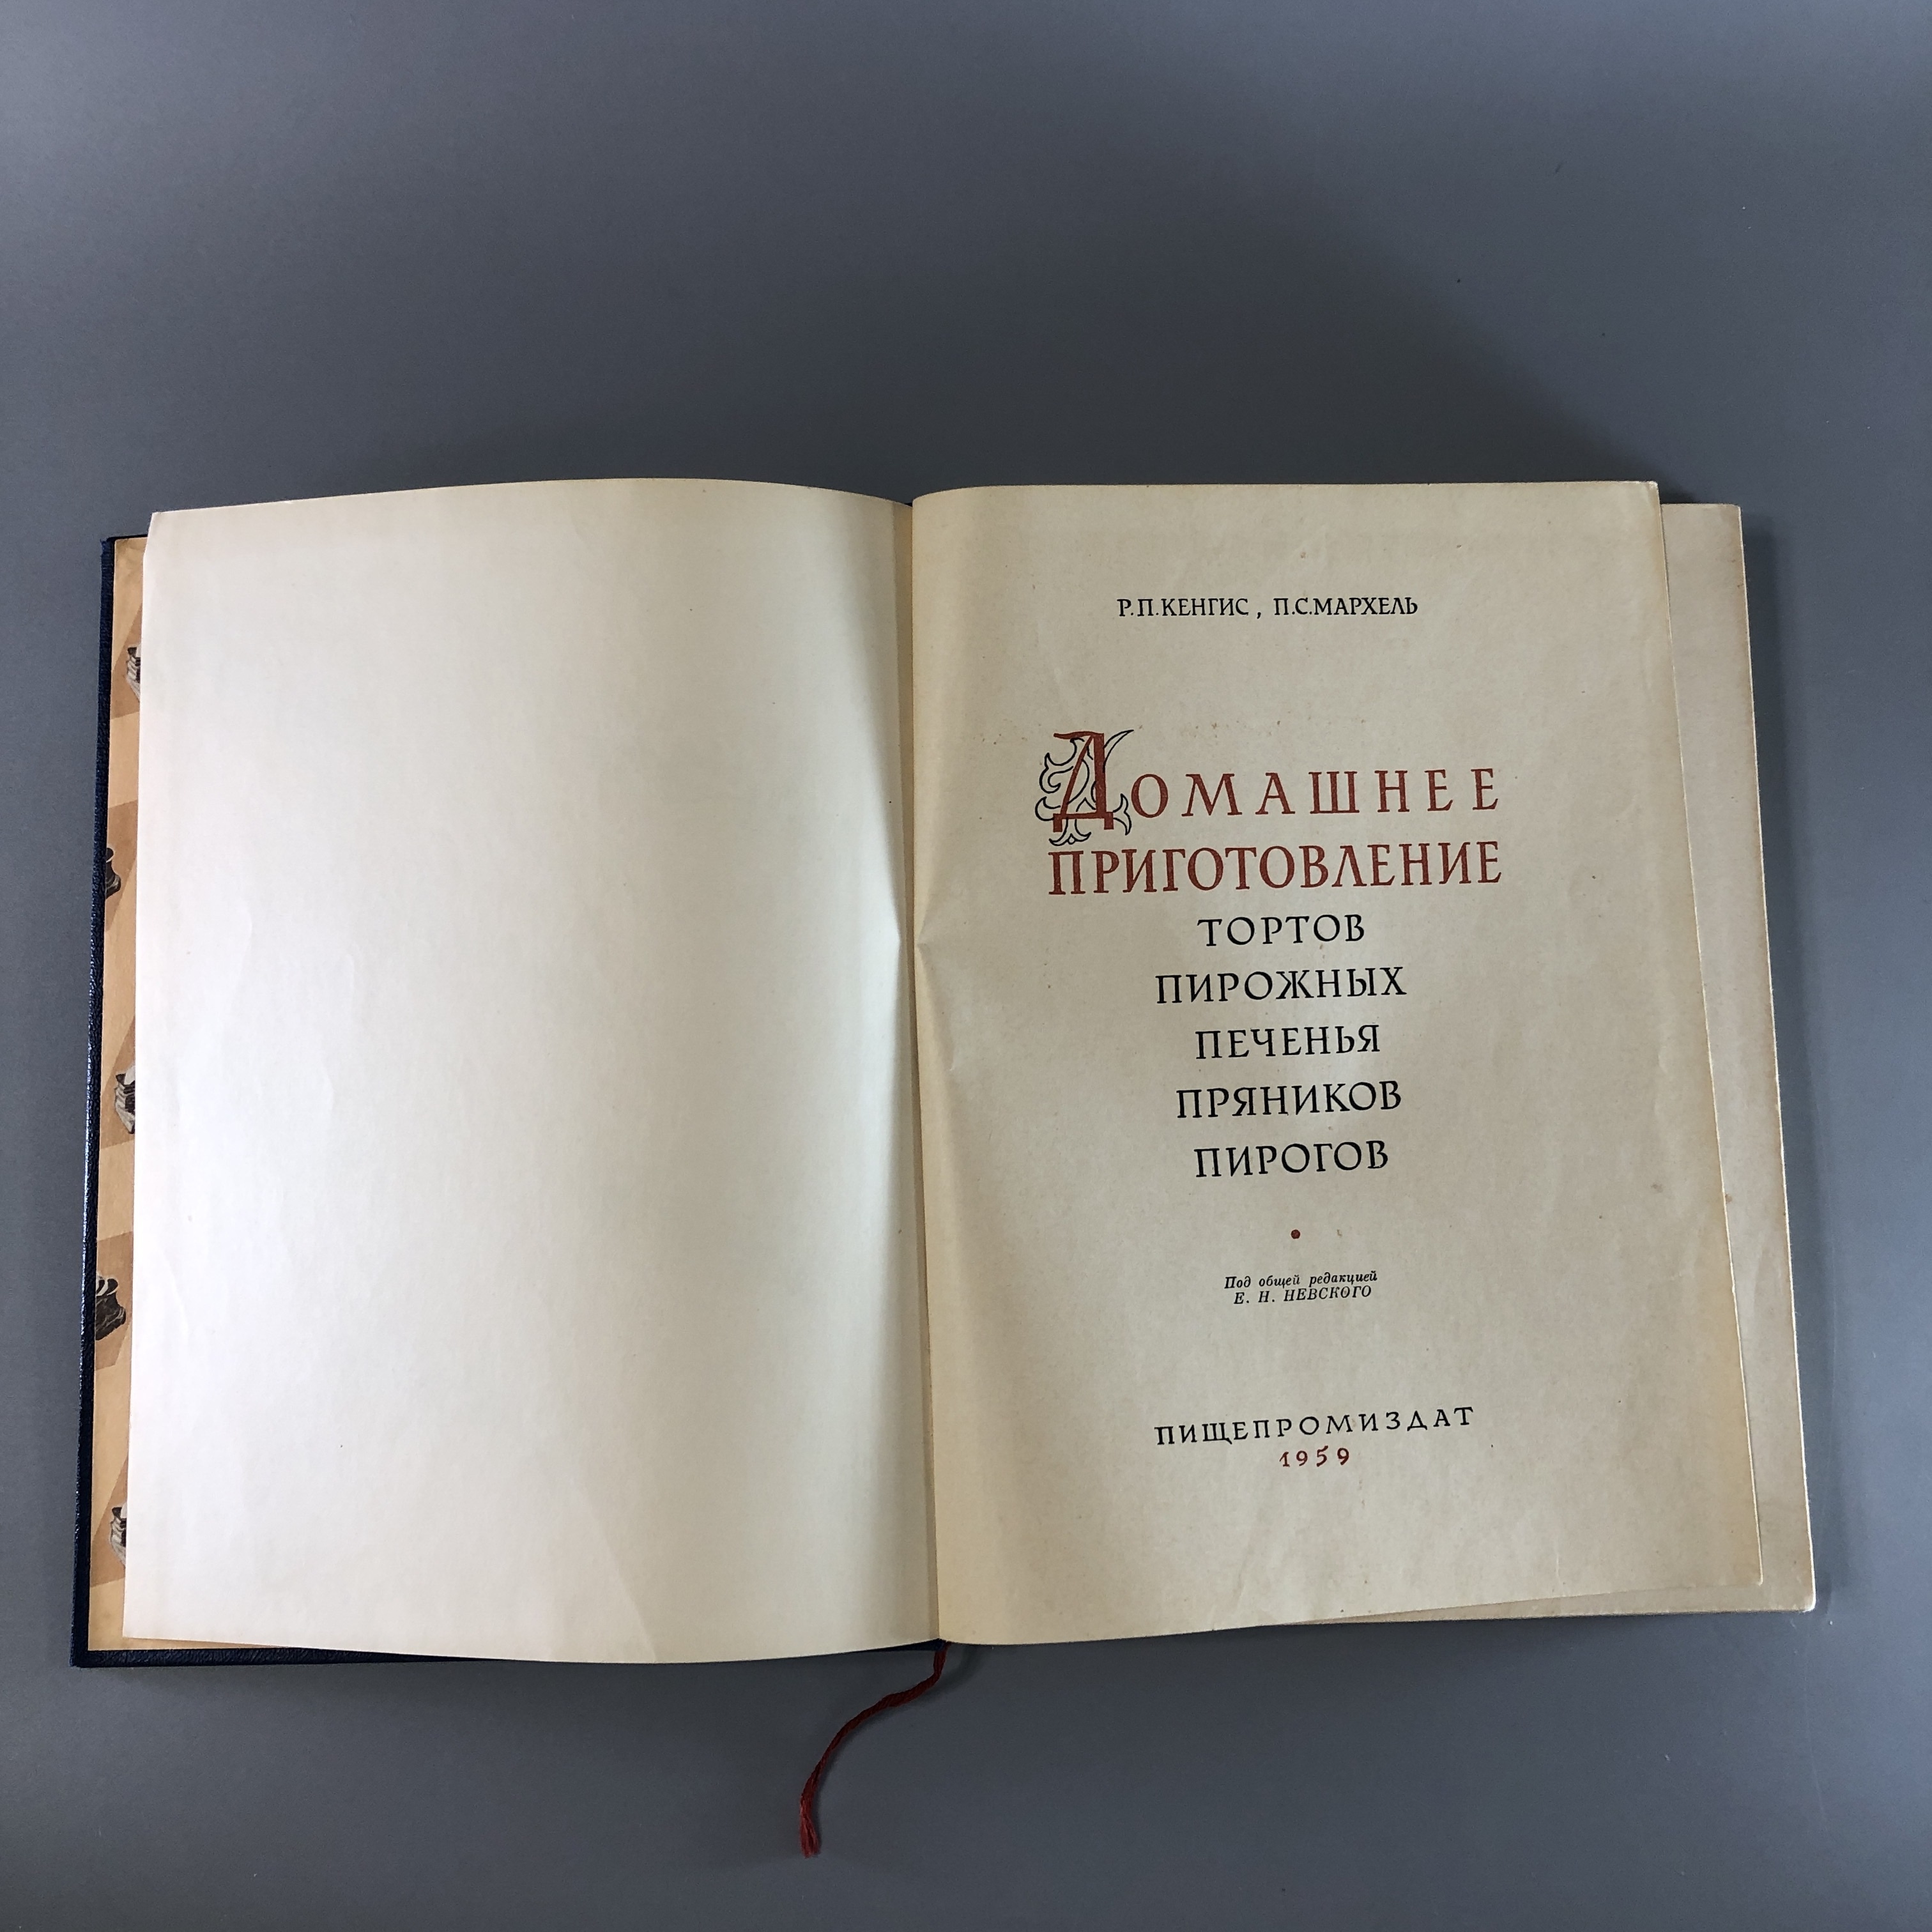 Р.П.КЕНГИС, П.С.МАРХЕЛЬ
ДОМАШНЕЕ
ПРИГОТОВЛЕНИЕ
ТОРТОВ
ПИРОЖНЫХ
ПЕЧЕНЬЯ
ПРЯНИКОВ
ПИРОГОВ
Под общей редакцией
Е. Н. НЕВСКОГО
ПИЩЕПРОМИЗДАТ
1959